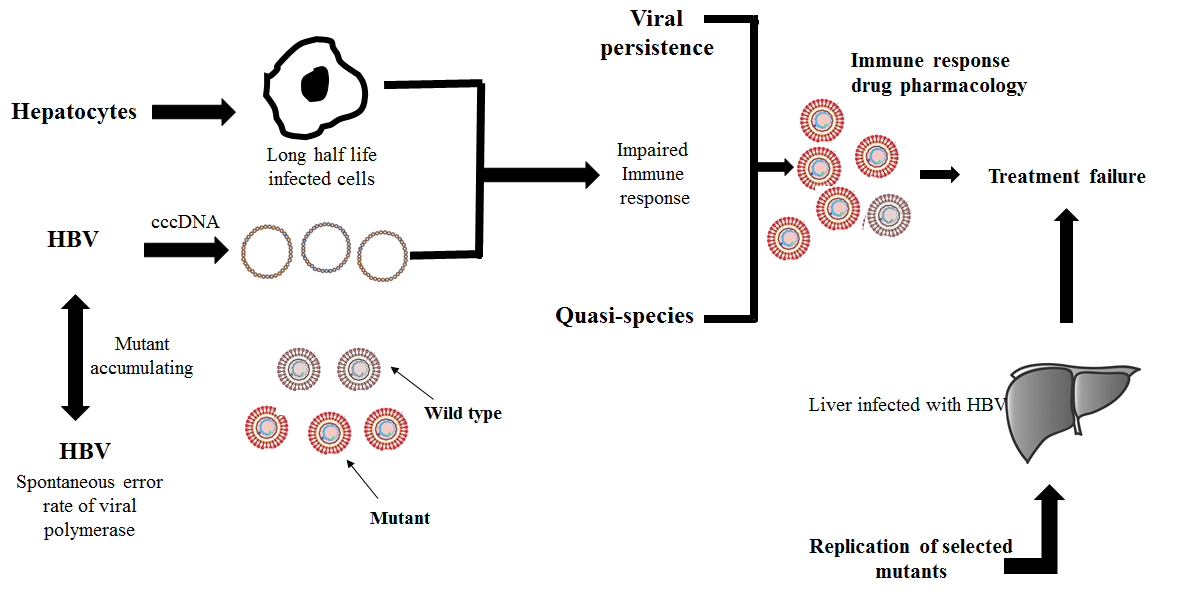 Hepatocytes
Long half life
infected cells
HBV
cccDNA
Mutant
accumulating
HBV
Spontaneous error
rate of viral
polymerase
Wild type
Mutant
Impaired
Immune
response
Viral
persistence
Quasi-species
Immune response
drug pharmacology
Treatment failure
Liver infected with HBV
Replication of selected
mutants